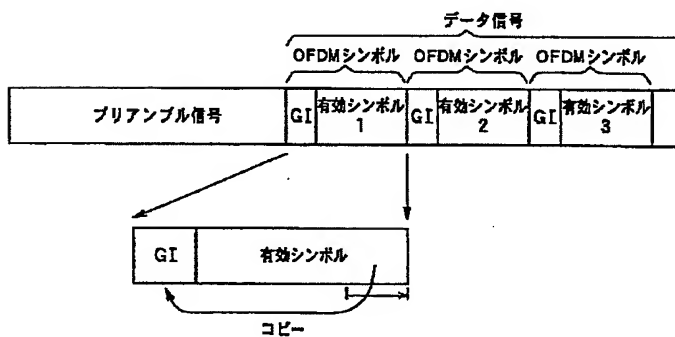 データ信号
OFDMシンボル OFDMシンボル OFDMシンボル
プリアンブル信号 GI 有効シンボル 1 GI 有効シンボル 2 GI 有効シンボル 3
GI 有効シンボル
コピー